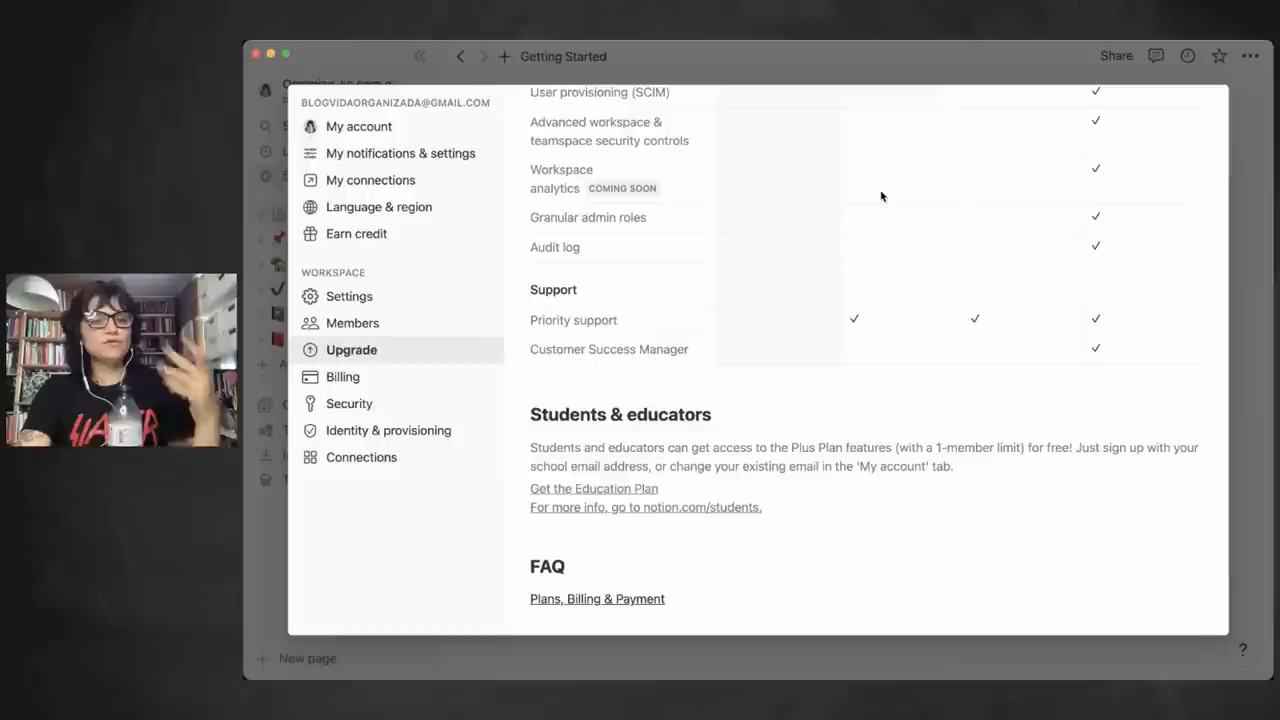 Getting Started
Share
BLOGVIDAORGANIZADA@GMAIL.COM
My account
My notifications & settings
My connections
Language & region
Earn credit
WORKSPACE
Settings
Members
Upgrade
Billing
Security
Identity & provisioning
Connections
User provisioning (SCIM)
Advanced workspace &
teamspace security controls
Workspace
analytics COMING SOON
Granular admin roles
Audit log
Support
Priority support
Customer Success Manager
Students & educators
Students and educators can get access to the Plus Plan features (with a 1-member limit) for free! Just sign up with your
school email address, or change your existing email in the 'My account' tab.
Get the Education Plan
For more info, go to notion.com/students.
FAQ
Plans, Billing & Payment
New page
?